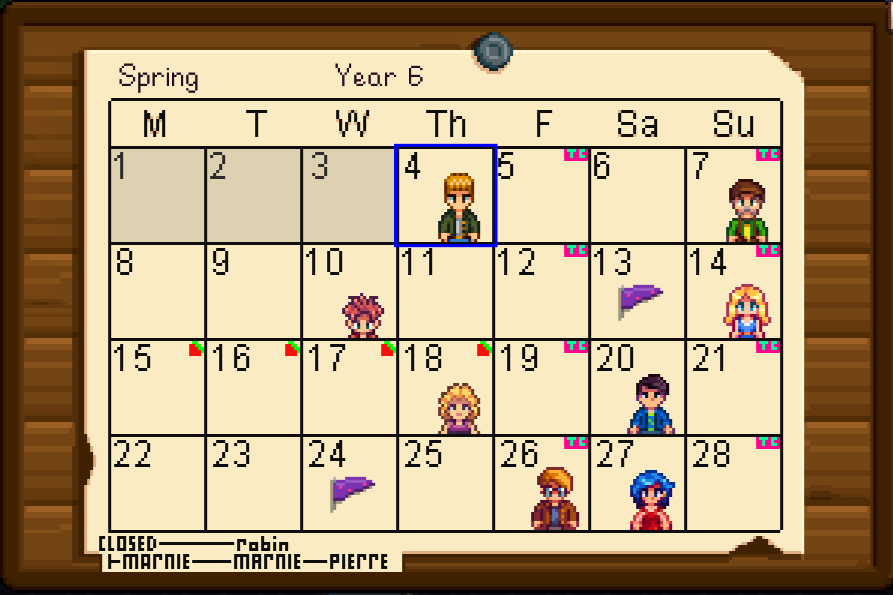 Spring Year 6
M T W Th F Sa Su
1 2 3 4 5 TC 6 7 TC
8 9 10 11 12 TC 13 14 TC
15 16 17 18 19 TC 20 21 TC
22 23 24 25 26 TC 27 28 TC
CLOSED robin
MARNIE MARNIE PIERRE